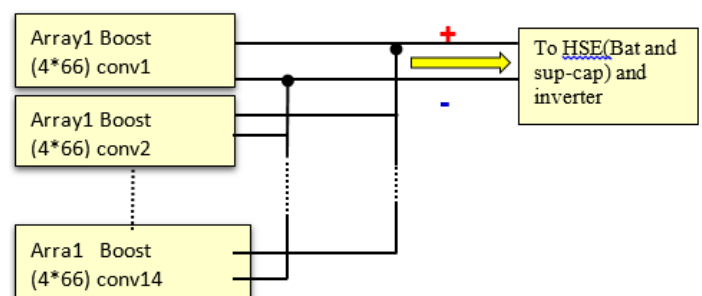 Array1 Boost
(4*66) conv1
+
To HSE(Bat and
sup-cap) and
inverter
-
Array1 Boost
(4*66) conv2
Arra1 Boost
(4*66) conv14